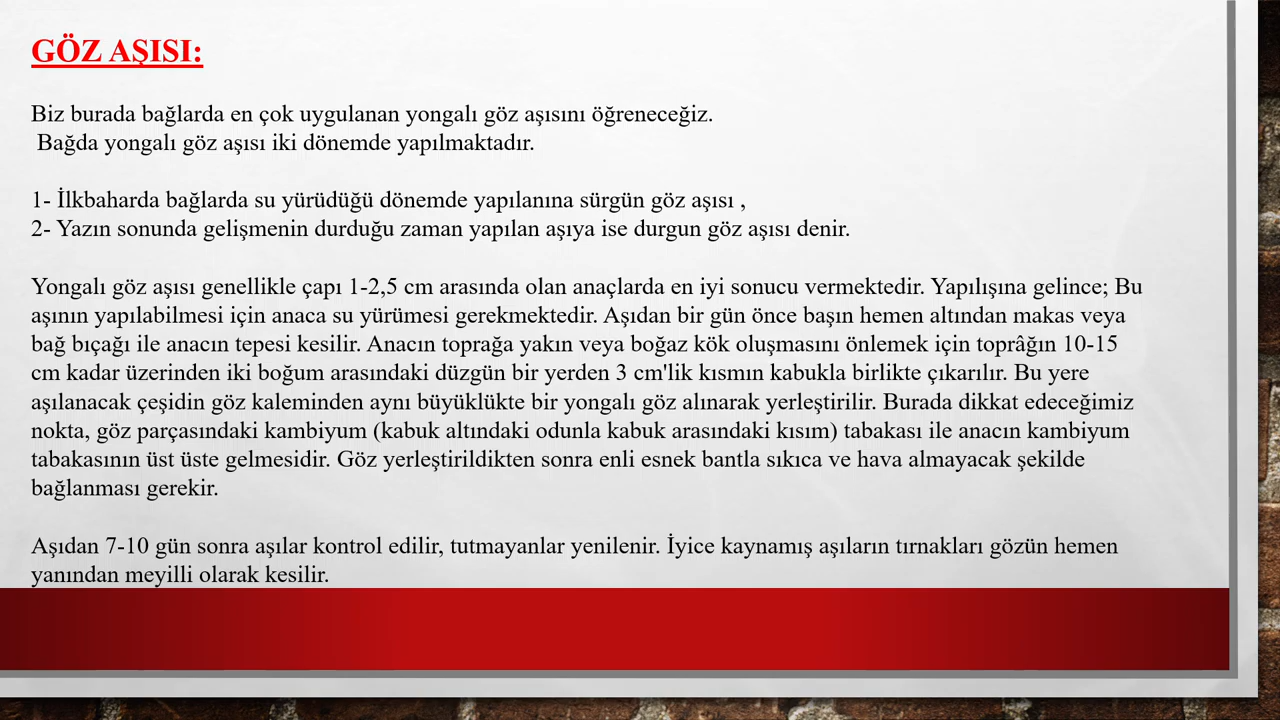 GÖZ AŞISI:
Biz burada bağlarda en çok uygulanan yongalı göz aşısını öğreneceğiz.
Bağda yongalı göz aşısı iki dönemde yapılmaktadır.
1- İlkbaharda bağlarda su yürüdüğü dönemde yapılanına sürgün göz aşısı ,
2- Yazın sonunda gelişmenin durduğu zaman yapılan aşıya ise durgun göz aşısı denir.
Yongalı göz aşısı genellikle çapı 1-2,5 cm arasında olan anaçlarda en iyi sonucu vermektedir. Yapılışına gelince; Bu
aşının yapılabilmesi için anaca su yürümesi gerekmektedir. Aşıdan bir gün önce başın hemen altından makas veya
bağ bıçağı ile anacın tepesi kesilir. Anacın toprağa yakın veya boğaz kök oluşmasını önlemek için toprâğın 10-15
cm kadar üzerinden iki boğum arasındaki düzgün bir yerden 3 cm'lik kısmın kabukla birlikte çıkarılır. Bu yere
aşılanacak çeşidin göz kaleminden aynı büyüklükte bir yongalı göz alınarak yerleştirilir. Burada dikkat edeceğimiz
nokta, göz parçasındaki kambiyum (kabuk altındaki odunla kabuk arasındaki kısım) tabakası ile anacın kambiyum
tabakasının üst üste gelmesidir. Göz yerleştirildikten sonra enli esnek bantla sıkıca ve hava almayacak şekilde
bağlanması gerekir.
Aşıdan 7-10 gün sonra aşılar kontrol edilir, tutmayanlar yenilenir. İyice kaynamış aşıların tırnakları gözün hemen
yanından meyilli olarak kesilir.